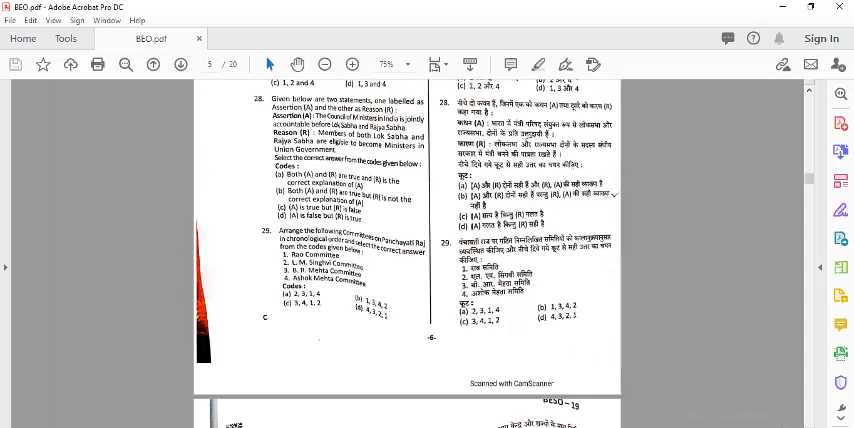 BEO.pdf - Adobe Acrobat Pro DC
File Edit View Sign Window Help
Home Tools BEO.pdf × Sign In
5 / 20 75%
(c) 1, 2 and 4 (d) 1, 3 and 4
28. Given below are two statements, one labelled as
Assertion (A) and the other as Reason (R) :
Assertion (A) : The Council of Ministers in India is jointly
accountable before Lok Sabha and Rajya Sabha.
Reason (R) : Members of both Lok Sabha and
Rajya Sabha are eligible to become Ministers in
Union Government.
Select the correct answer from the codes given below :
Codes :
(a) Both (A) and (R) are true and (R) is the
correct explanation of (A)
(b) Both (A) and (R) are true but (R) is not the
correct explanation of (A)
(c) (A) is true but (R) is false
(d) (A) is false but (R) is true
29. Arrange the following Committees on Panchayati Raj
in chronological order and select the correct answer
from the codes given below :
1. Rao Committee
2. L. M. Singhvi Committee
3. B. R. Mehta Committee
4. Ashok Mehta Committee
Codes :
(a) 2, 3, 1, 4 (b) 1, 3, 4, 2
(c) 3, 4, 1, 2 (d) 4, 3, 2, 1
C
(c) 1, 2 और 4 (d) 1, 3 और 4
28. नीचे दो कथन हैं, जिनमें एक को कथन (A) तथा दूसरे को कारण (R)
कहा गया है :
कथन (A) : भारत में मंत्री परिषद संयुक्त रूप से लोकसभा और
राज्यसभा, दोनों के प्रति उत्तरदायी हैं ।
कारण (R) : लोकसभा और राज्यसभा दोनों के सदस्य संघीय
सरकार में मंत्री बनने की पात्रता रखते हैं ।
नीचे दिये गये कूट से सही उत्तर का चयन कीजिए :
कूट :
(a) (A) और (R) दोनों सही हैं और (R), (A) की सही व्याख्या है
(b) (A) और (R) दोनों सही हैं परन्तु (R), (A) की सही व्याख्या
नहीं है
(c) (A) सत्य है किन्तु (R) गलत है
(d) (A) गलत है किन्तु (R) सही है
29. पंचायती राज पर गठित निम्नलिखित समितियों को कालानुक्रमानुसार
व्यवस्थित कीजिए और नीचे दिये गये कूट से सही उत्तर का चयन
कीजिए :
1. राव समिति
2. एल. एम. सिंघवी समिति
3. बी. आर. मेहता समिति
4. अशोक मेहता समिति
कूट :
(a) 2, 3, 1, 4 (b) 1, 3, 4, 2
(c) 3, 4, 1, 2 (d) 4, 3, 2, 1
-6-
Scanned with CamScanner
BESO - 19